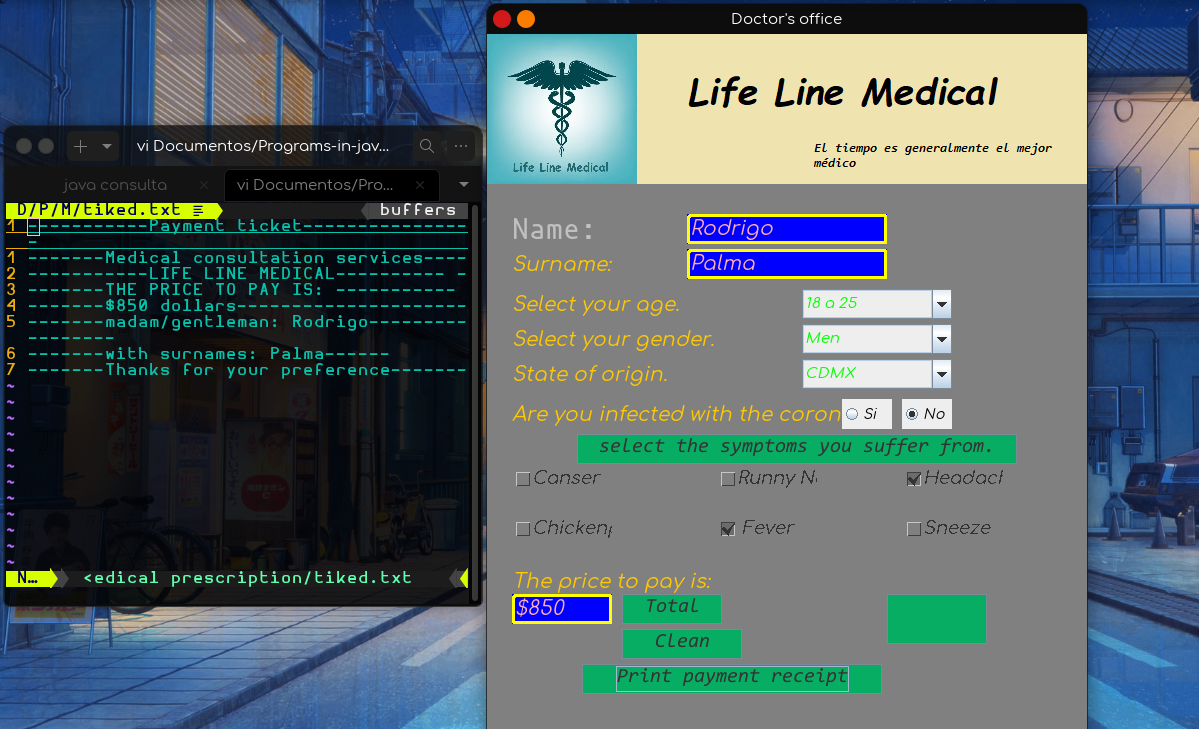 vi Documentos/Programs-in-jav...
java consulta
vi Documentos/Pro...
D/P/M/tiked.txt
buffers
1 ----------Payment ticket---------------
-
1 -------Medical consultation services----
2 -----------LIFE LINE MEDICAL---------- -
3 -------THE PRICE TO PAY IS: -----------
4 -------$850 dollars---------------------
5 -------madam/gentleman: Rodrigo---------
--------
6 -------with surnames: Palma------
7 -------Thanks for your preference-------
~
~
~
~
~
~
~
~
~
~
~
~
N... <edical prescription/tiked.txt
Doctor's office
Life Line Medical
Life Line Medical
El tiempo es generalmente el mejor
médico
Name: Rodrigo
Surname: Palma
Select your age. 18 a 25
Select your gender. Men
State of origin. CDMX
Are you infected with the coron Si No
select the symptoms you suffer from.
Canser Runny N Headach
Chickenp Fever Sneeze
The price to pay is:
$850 Total
Clean
Print payment receipt